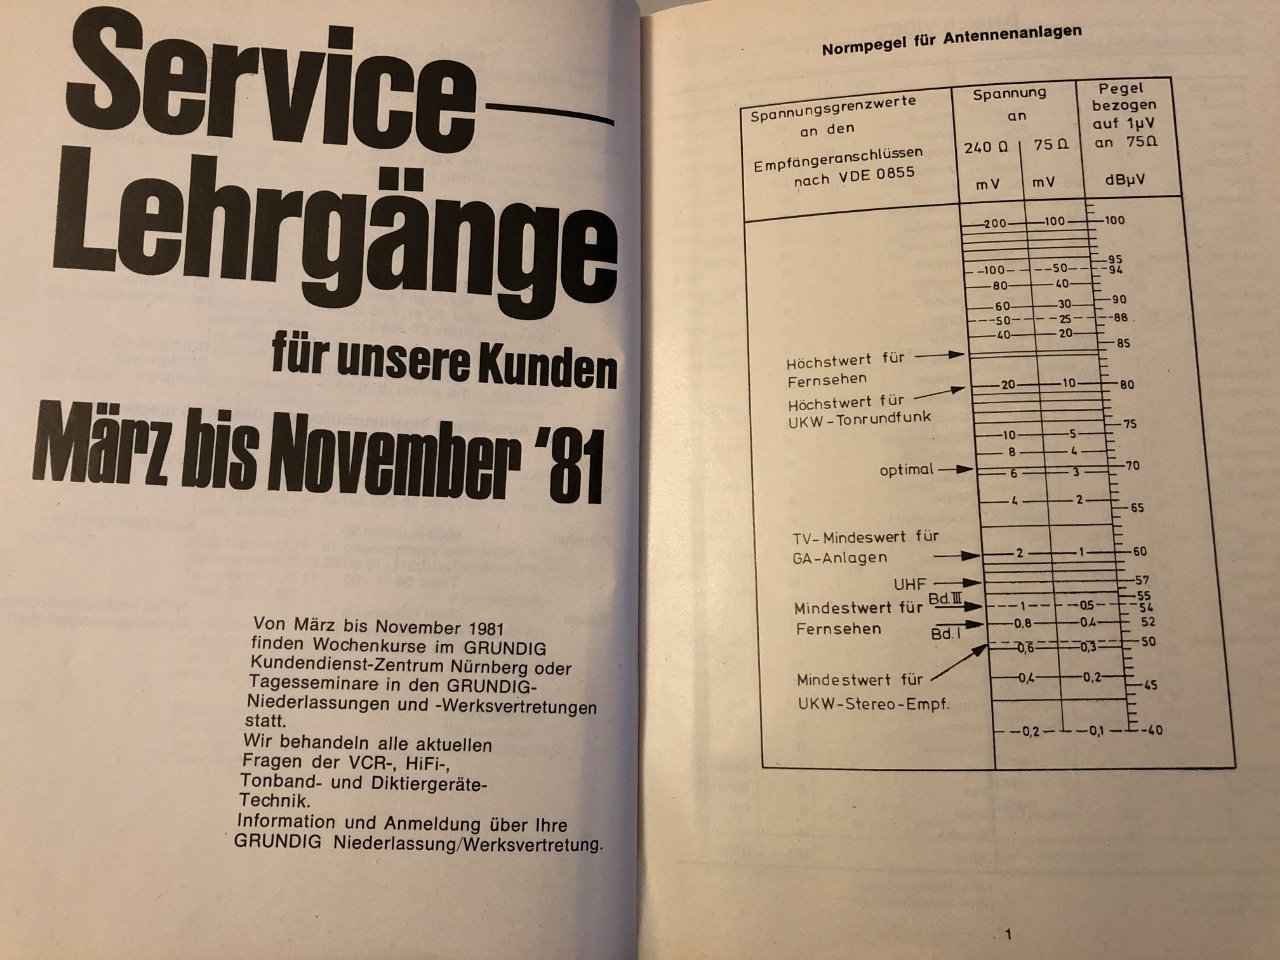 Service—
Lehrgänge
für unsere Kunden
März bis November '81
Von März bis November 1981
finden Wochenkurse im GRUNDIG
Kundendienst-Zentrum Nürnberg oder
Tagesseminare in den GRUNDIG-
Niederlassungen und -Werksvertretungen
statt.
Wir behandeln alle aktuellen
Fragen der VCR-, HiFi-,
Tonband- und Diktiergeräte-
Technik.
Information und Anmeldung über Ihre
GRUNDIG Niederlassung/Werksvertretung.
Normpegel für Antennenanlagen
Spannungsgrenzwerte
an den
Empfängeranschlüssen
nach VDE 0855
Spannung
an
240 Ω 75 Ω
mV mV
Pegel
bezogen
auf 1µV
an 75Ω
dBµV
200 100 100
95
100 50 94
80 40
90
60 30
50 25 88
40 20
85
Höchstwert für
Fernsehen
20 10 80
Höchstwert für
UKW-Tonrundfunk
75
10 5
8 4
70
optimal
6 3
4 2
65
TV-Mindeswert für
GA-Anlagen
2 1 60
UHF
57
55
Bd. III
1 0,5 54
Mindestwert für
Fernsehen
0,8 0,4 52
Bd. I
50
0,6 0,3
Mindestwert für
UKW-Stereo-Empf.
0,4 0,2
45
0,2 0,1 40
1